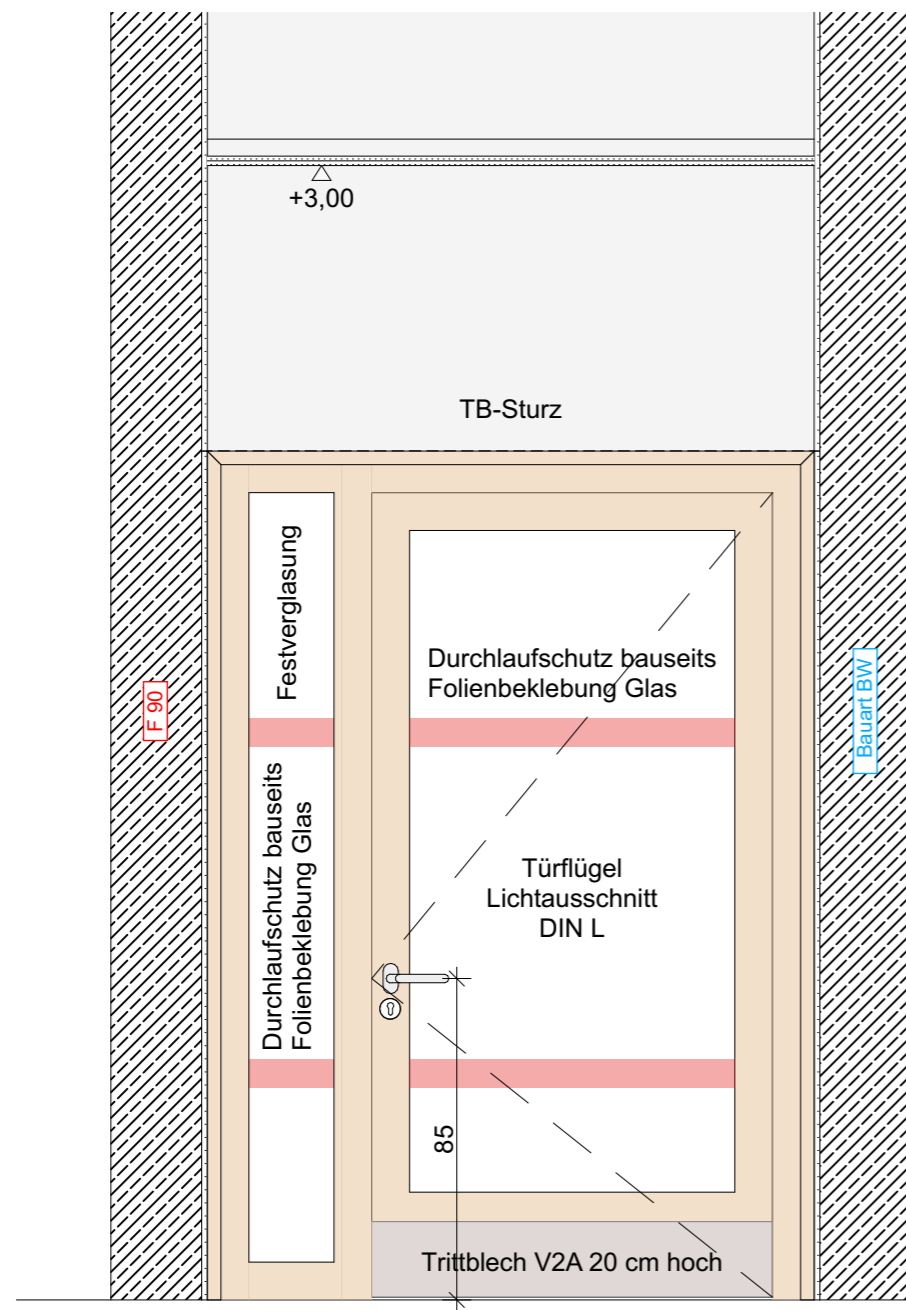 +3,00
TB-Sturz
Festverglasung
Durchlaufschutz bauseits
Folienbeklebung Glas
F 90
Bauart BW
Durchlaufschutz bauseits
Folienbeklebung Glas
Türflügel
Lichtausschnitt
DIN L
85
Trittblech V2A 20 cm hoch